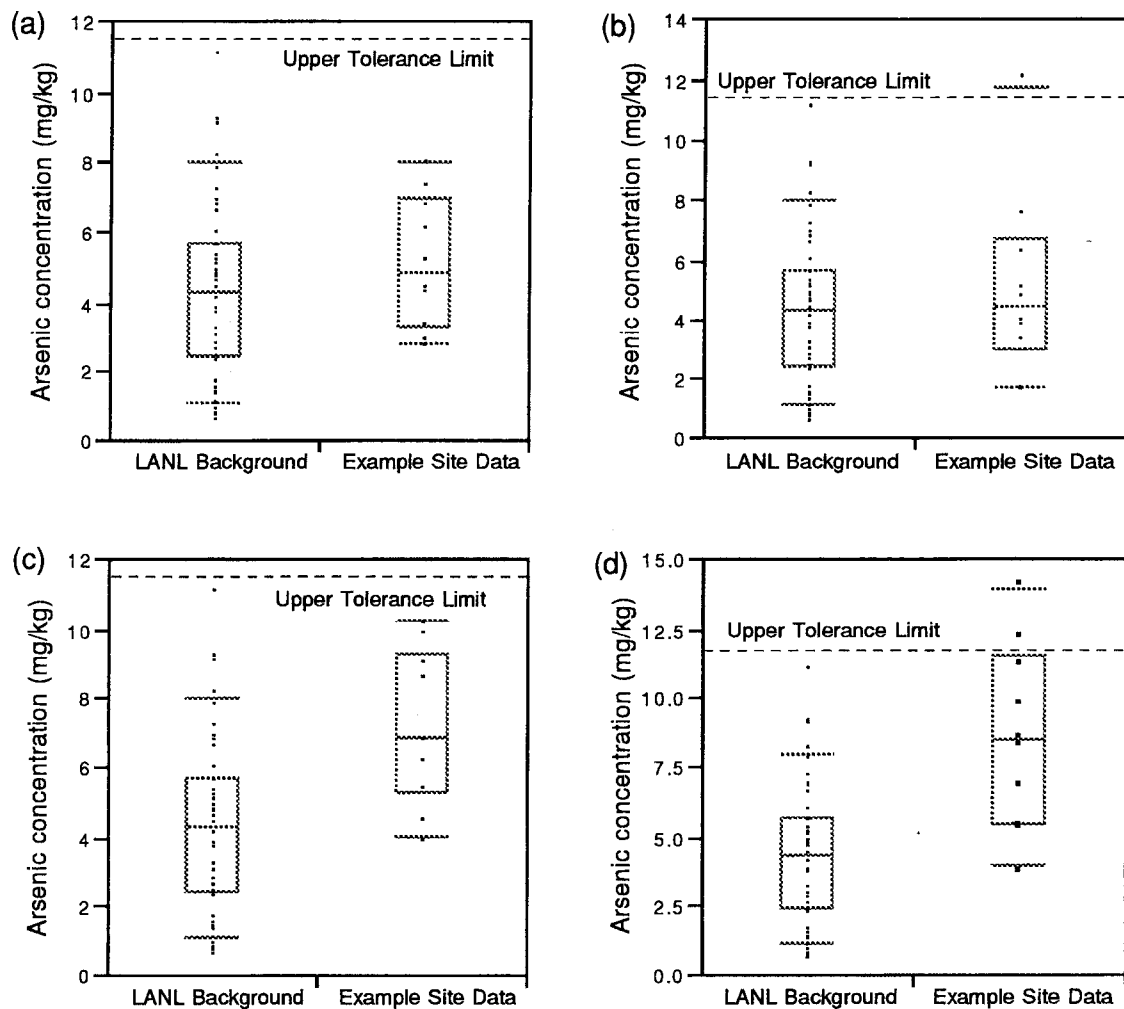 (a)
Arsenic concentration (mg/kg)
12
10
8
6
4
2
0
Upper Tolerance Limit
LANL Background
Example Site Data
(b)
Arsenic concentration (mg/kg)
14
12
10
8
6
4
2
0
Upper Tolerance Limit
LANL Background
Example Site Data
(c)
Arsenic concentration (mg/kg)
12
10
8
6
4
2
0
Upper Tolerance Limit
LANL Background
Example Site Data
(d)
Arsenic concentration (mg/kg)
15.0
12.5
10.0
7.5
5.0
2.5
0.0
Upper Tolerance Limit
LANL Background
Example Site Data